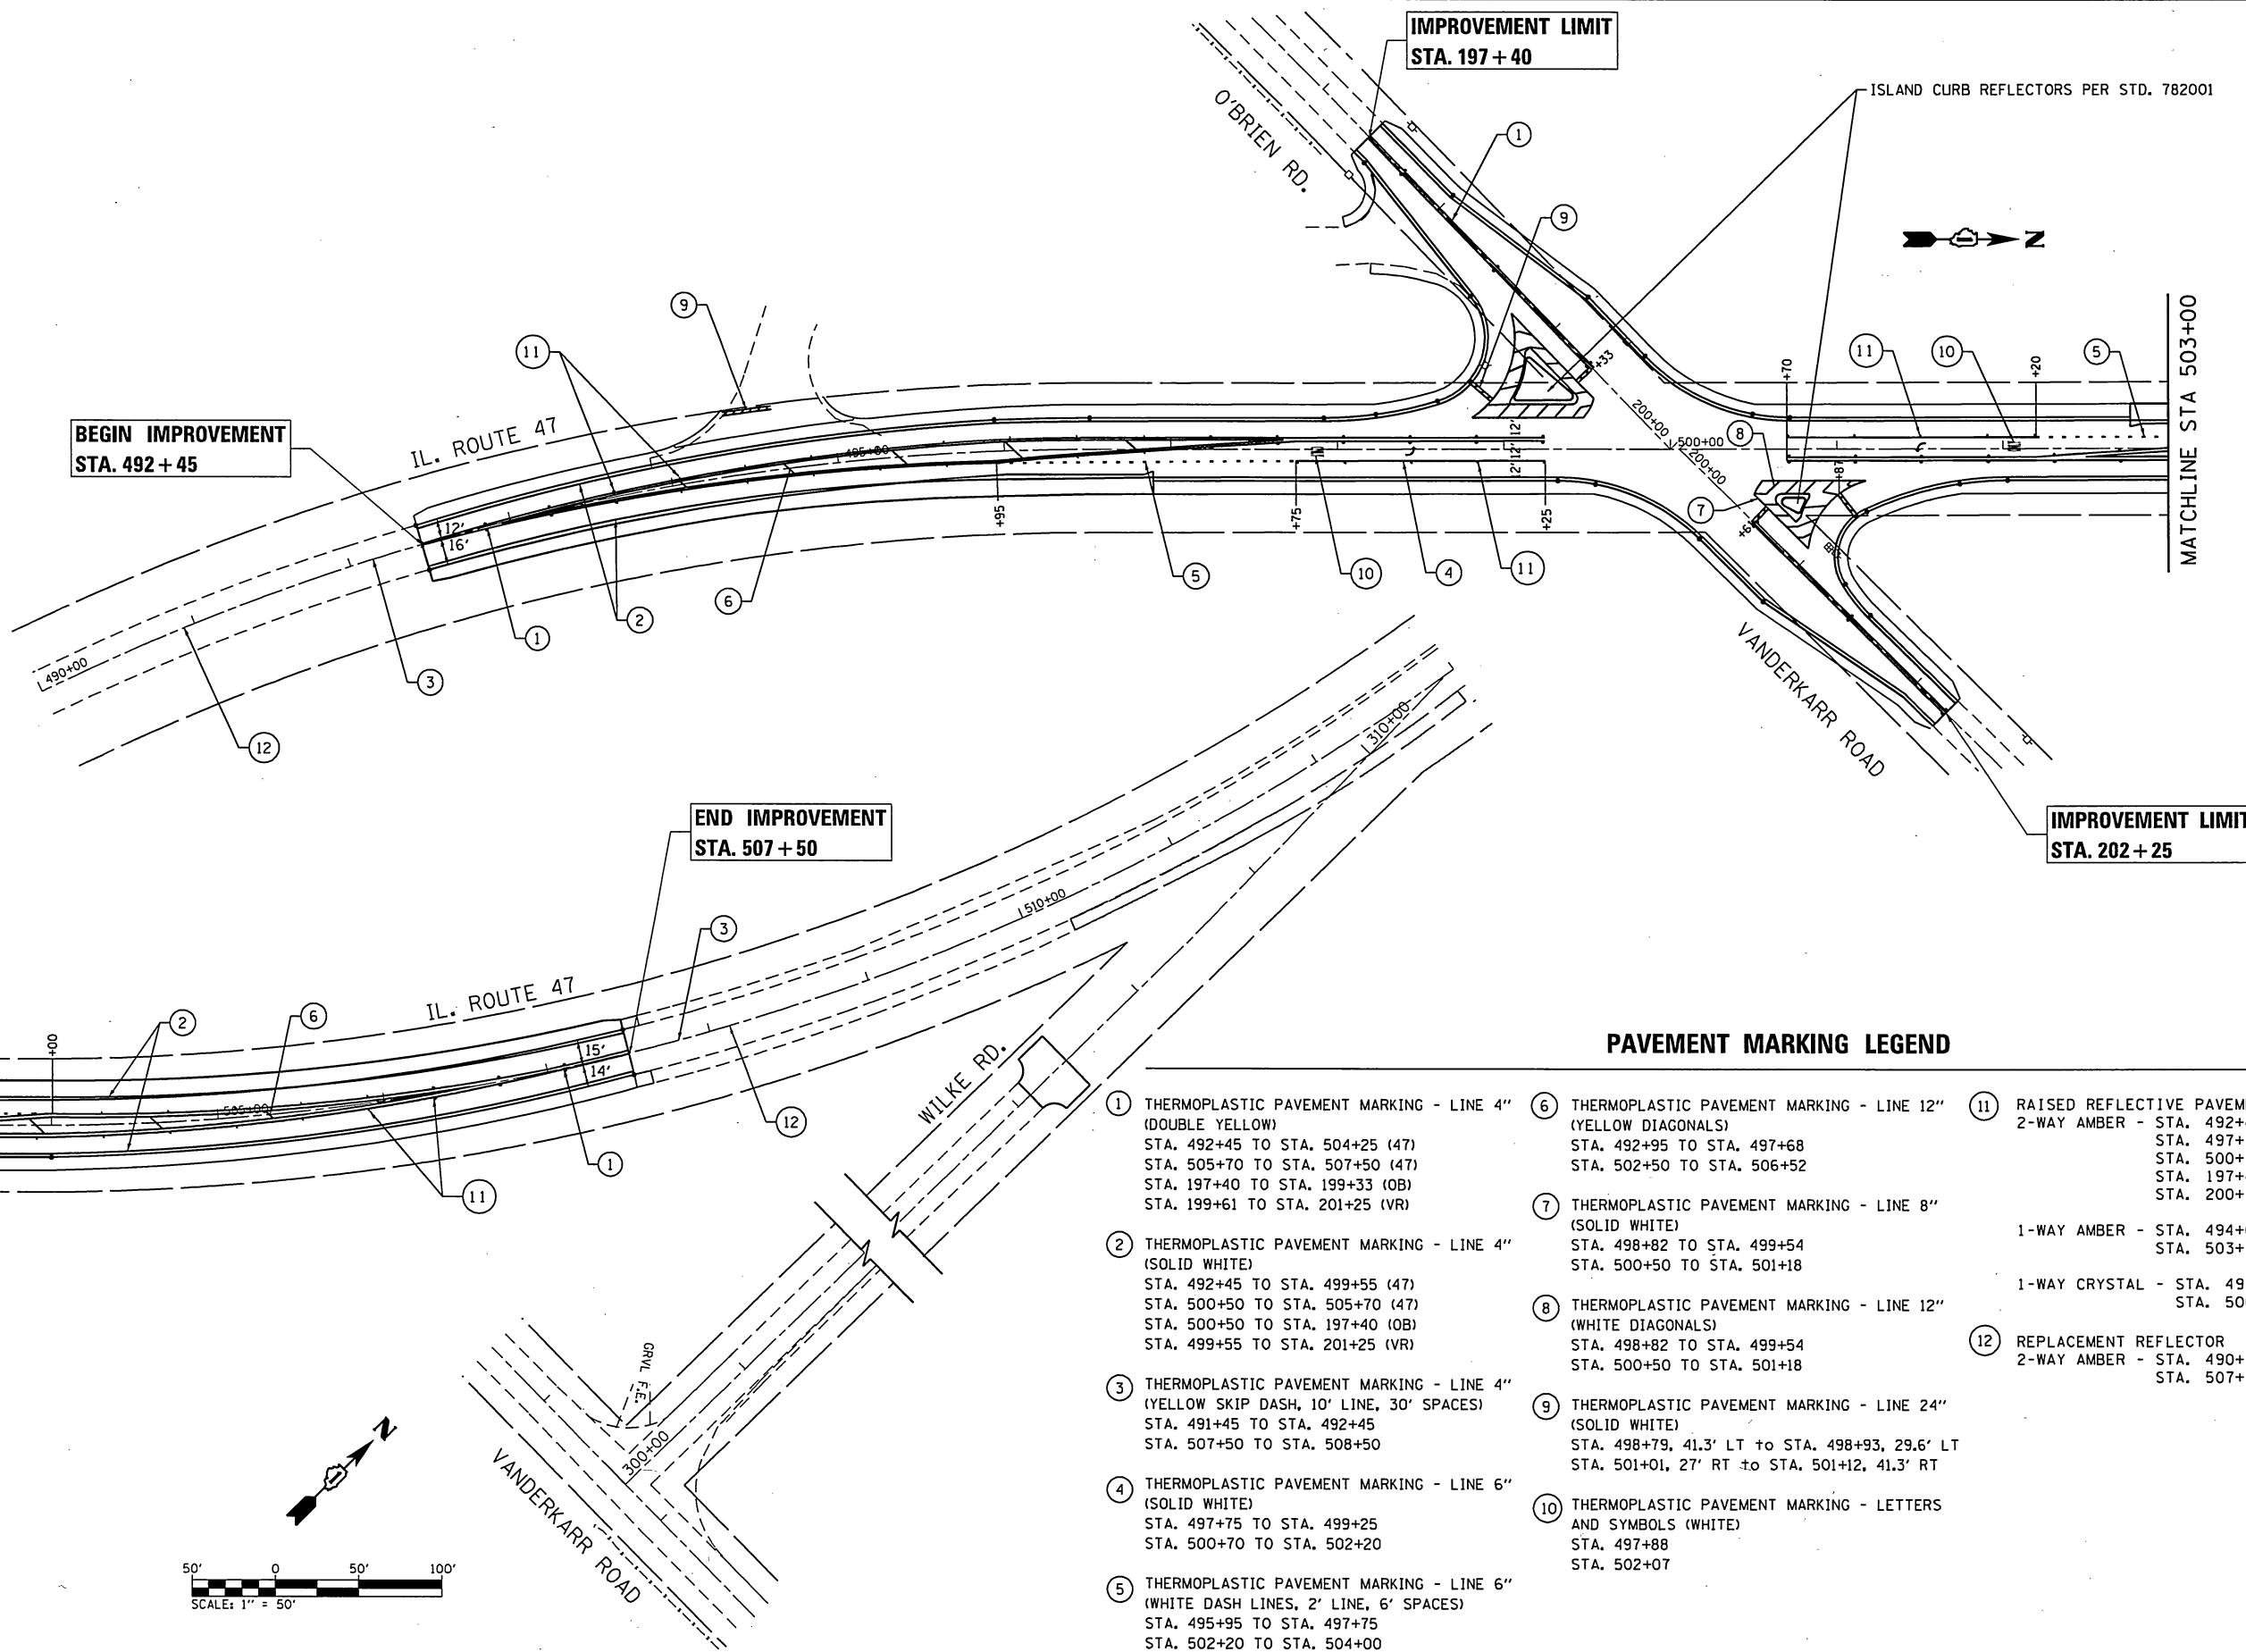 IMPROVEMENT LIMIT
STA. 197+40
ISLAND CURB REFLECTORS PER STD. 782001
O'BRIEN RD.
1
9
N
9
11
+33
11
10
5
+70
+20
MATCHLINE STA 503+00
BEGIN IMPROVEMENT
STA. 492+45
IL. ROUTE 47
495+00
12'
12'
12'
200+00
500+00
200+00
8
+87
7
+61
12'
16'
+95
+75
+25
5
10
4
11
6
2
1
490+00
3
12
VANDERKARR ROAD
IMPROVEMENT LIMIT
STA. 202+25
310+00
END IMPROVEMENT
STA. 507+50
510+00
3
IL. ROUTE 47
2
6
+00
15'
14'
505+00
12
1
11
WILKE RD.
GRVL F.E.
300+00
VANDERKARR ROAD
N
50' 0 50' 100'
SCALE: 1" = 50'
PAVEMENT MARKING LEGEND
1 THERMOPLASTIC PAVEMENT MARKING - LINE 4"
(DOUBLE YELLOW)
STA. 492+45 TO STA. 504+25 (47)
STA. 505+70 TO STA. 507+50 (47)
STA. 197+40 TO STA. 199+33 (OB)
STA. 199+61 TO STA. 201+25 (VR)
2 THERMOPLASTIC PAVEMENT MARKING - LINE 4"
(SOLID WHITE)
STA. 492+45 TO STA. 499+55 (47)
STA. 500+50 TO STA. 505+70 (47)
STA. 500+50 TO STA. 197+40 (OB)
STA. 499+55 TO STA. 201+25 (VR)
3 THERMOPLASTIC PAVEMENT MARKING - LINE 4"
(YELLOW SKIP DASH, 10' LINE, 30' SPACES)
STA. 491+45 TO STA. 492+45
STA. 507+50 TO STA. 508+50
4 THERMOPLASTIC PAVEMENT MARKING - LINE 6"
(SOLID WHITE)
STA. 497+75 TO STA. 499+25
STA. 500+70 TO STA. 502+20
5 THERMOPLASTIC PAVEMENT MARKING - LINE 6"
(WHITE DASH LINES, 2' LINE, 6' SPACES)
STA. 495+95 TO STA. 497+75
STA. 502+20 TO STA. 504+00
6 THERMOPLASTIC PAVEMENT MARKING - LINE 12"
(YELLOW DIAGONALS)
STA. 492+95 TO STA. 497+68
STA. 502+50 TO STA. 506+52
7 THERMOPLASTIC PAVEMENT MARKING - LINE 8"
(SOLID WHITE)
STA. 498+82 TO STA. 499+54
STA. 500+50 TO STA. 501+18
8 THERMOPLASTIC PAVEMENT MARKING - LINE 12"
(WHITE DIAGONALS)
STA. 498+82 TO STA. 499+54
STA. 500+50 TO STA. 501+18
9 THERMOPLASTIC PAVEMENT MARKING - LINE 24"
(SOLID WHITE)
STA. 498+79, 41.3' LT to STA. 498+93, 29.6' LT
STA. 501+01, 27' RT to STA. 501+12, 41.3' RT
10 THERMOPLASTIC PAVEMENT MARKING - LETTERS
AND SYMBOLS (WHITE)
STA. 497+88
STA. 502+07
11 RAISED REFLECTIVE
2-WAY AMBER - STA. 492+
STA. 497+
STA. 500+
STA. 197+
STA. 200+
1-WAY AMBER - STA. 494+
STA. 503+
1-WAY CRYSTAL - STA. 49
STA. 50
12 REPLACEMENT REFLECTOR
2-WAY AMBER - STA. 490+
STA. 507+